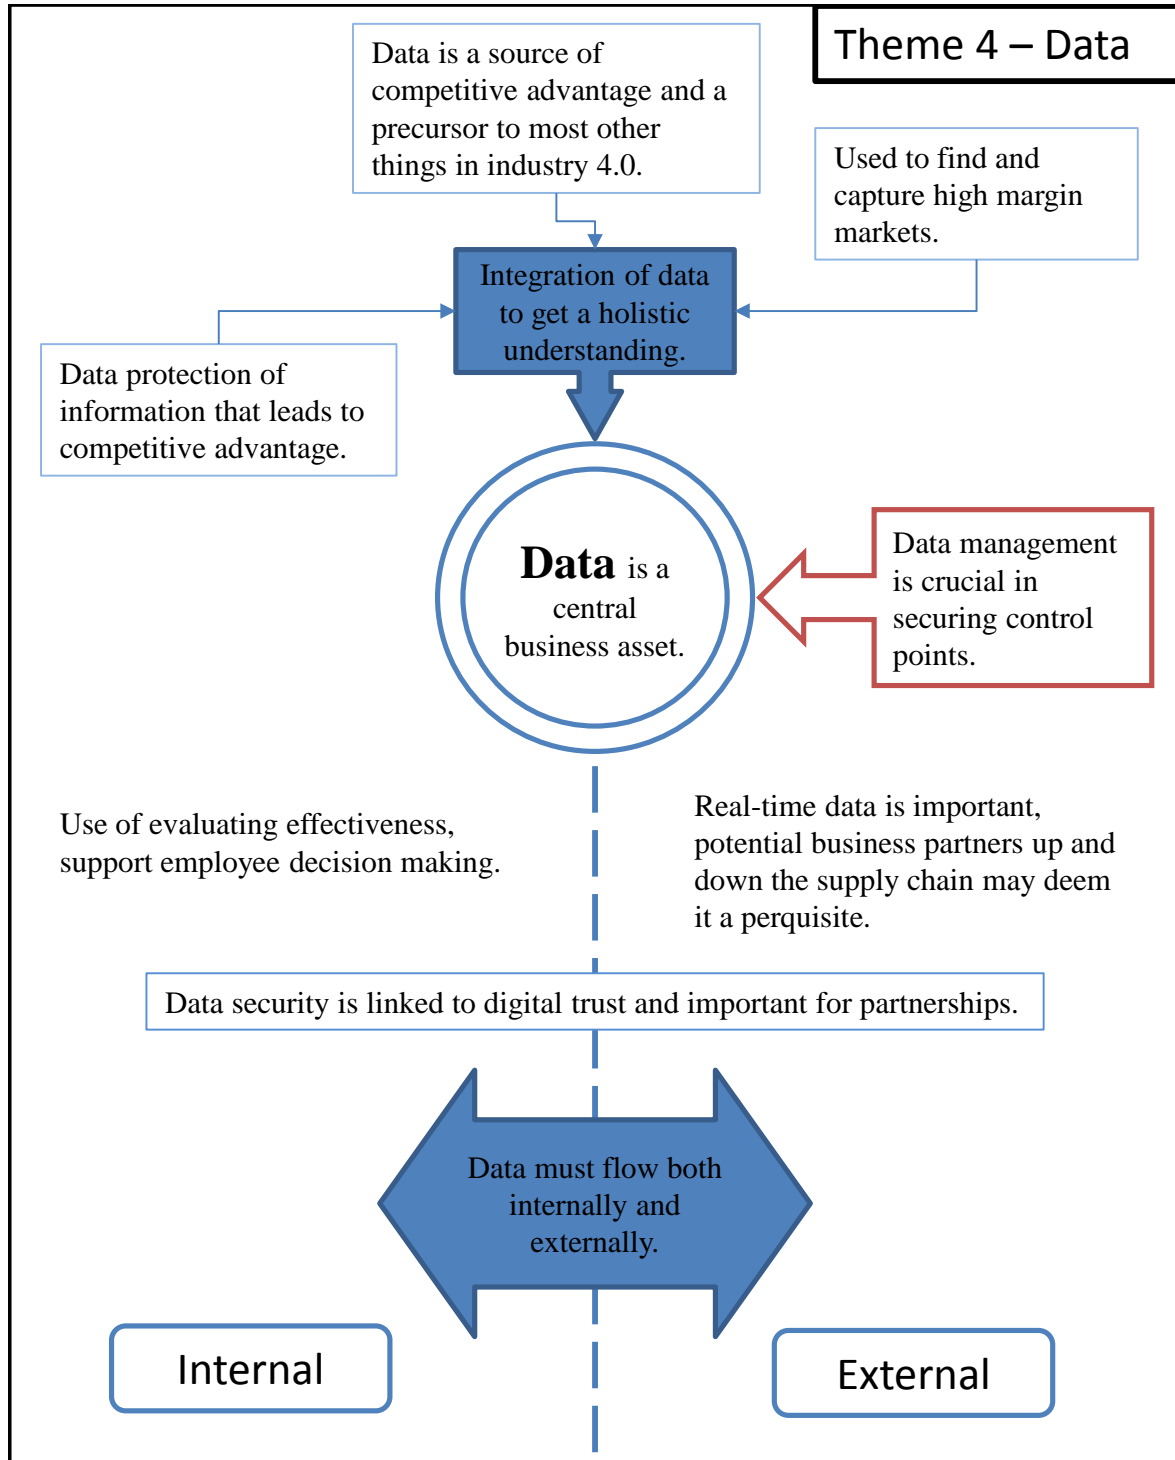 Theme 4 – Data
Data is a source of
competitive advantage and a
precursor to most other
things in industry 4.0.
Used to find and
capture high margin
markets.
Integration of data
to get a holistic
understanding.
Data protection of
information that leads to
competitive advantage.
Data is a
central
business asset.
Data management
is crucial in
securing control
points.
Use of evaluating effectiveness,
support employee decision making.
Real-time data is important,
potential business partners up and
down the supply chain may deem
it a perquisite.
Data security is linked to digital trust and important for partnerships.
Data must flow both
internally and
externally.
Internal
External